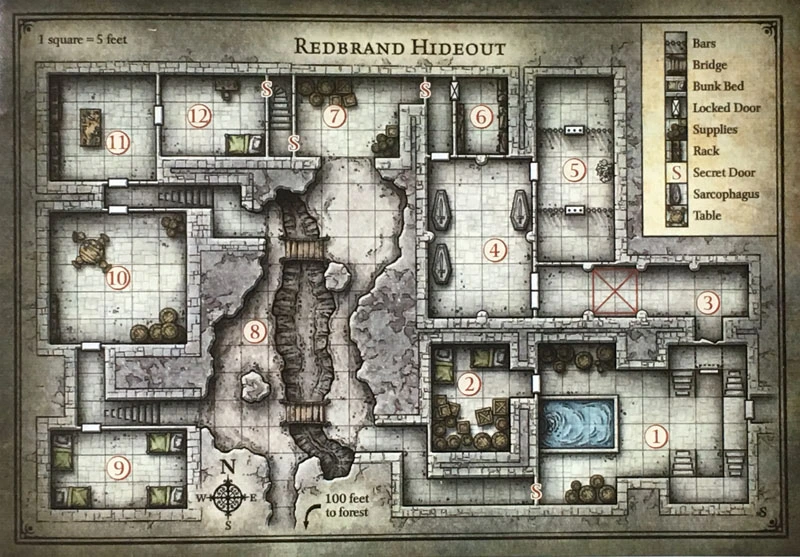 1 square = 5 feet
REDBRAND HIDEOUT
Bars
Bridge
Bunk Bed
Locked Door
Supplies
Rack
S Secret Door
Sarcophagus
Table
S
S
S
11
12
7
6
5
4
3
10
8
2
1
9
S
N
W E
S
100 feet
to forest
S